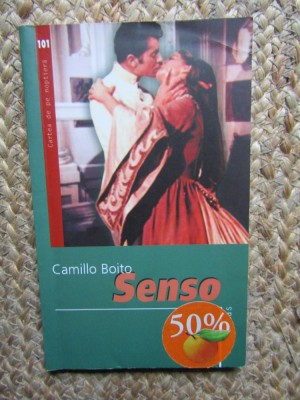 101
Cartea de pe noptieră
Camillo Boito
Senso
50%